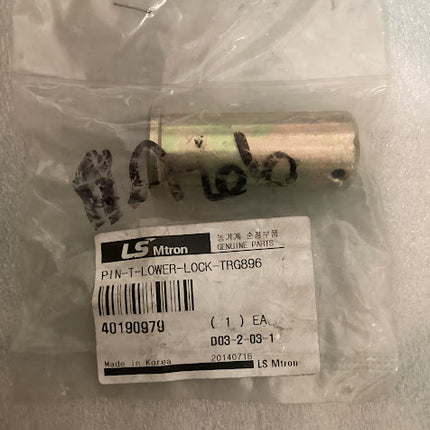 LS Mtron
농기계 순정부품
GENUINE PARTS
PIN-T-LOWER-LOCK-TRG896
40190979
( 1 ) EA
D03-2-03-1
Made in Korea
20140716
LS Mtron